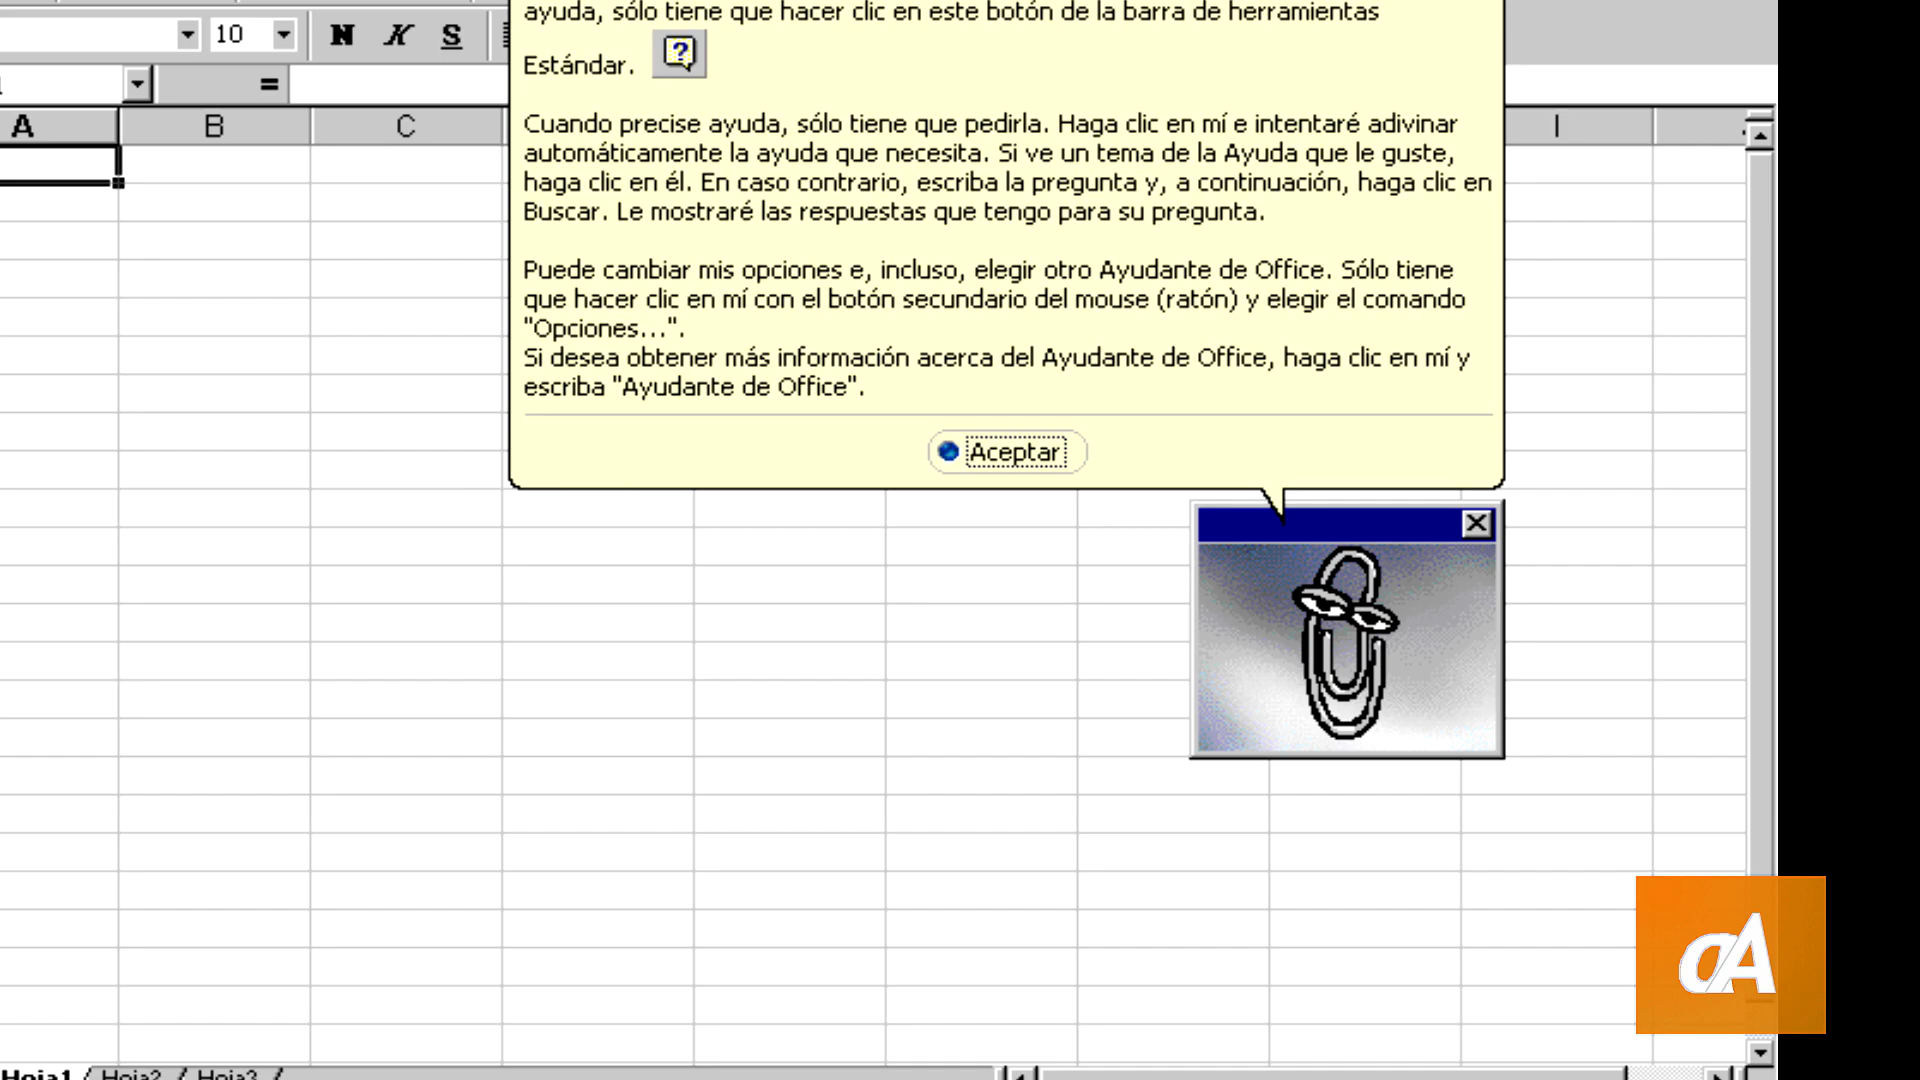 ayuda, sólo tiene que hacer clic en este botón de la barra de herramientas
10 N K S
Estándar. ?
=
A B C I
Cuando precise ayuda, sólo tiene que pedirla. Haga clic en mí e intentaré adivinar
automáticamente la ayuda que necesita. Si ve un tema de la Ayuda que le guste,
haga clic en él. En caso contrario, escriba la pregunta y, a continuación, haga clic en
Buscar. Le mostraré las respuestas que tengo para su pregunta.
Puede cambiar mis opciones e, incluso, elegir otro Ayudante de Office. Sólo tiene
que hacer clic en mí con el botón secundario del mouse (ratón) y elegir el comando
"Opciones...".
Si desea obtener más información acerca del Ayudante de Office, haga clic en mí y
escriba "Ayudante de Office".
Aceptar
Hoja1 / Hoja2 / Hoja3 /